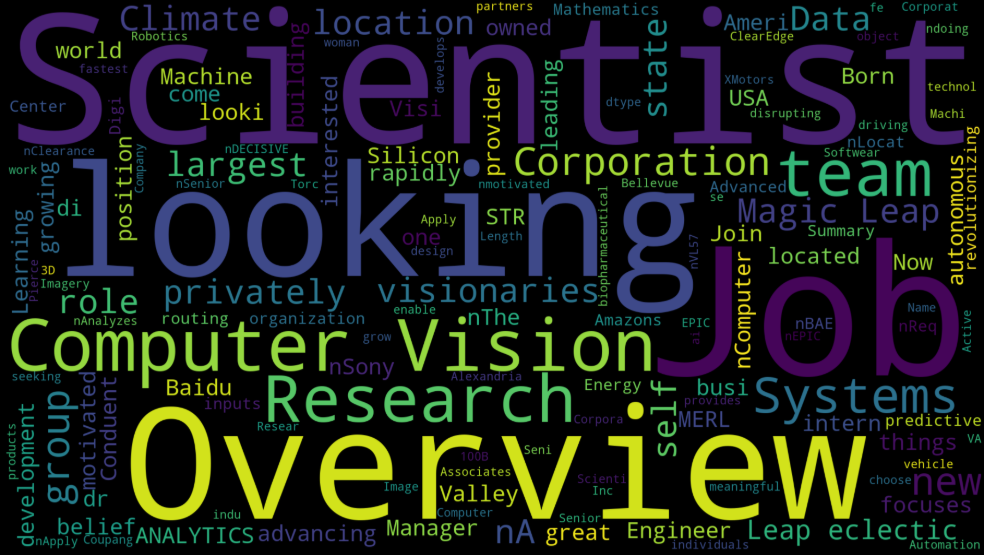 Climate location owned Mathematics partners Corporat fe
Robotics woman Ameri Data ndoing
world building state ClearEdge object
fastest Scientist
Machine come develops XMotors Born technol
Center Digi looki interested Visi provider leading dtype USA disrupting Machi
nClearance nDECISIVE Silicon driving nLocat
work Company largest rapidly Corporation Softwear team autonomous revolutionizing
growing position nSenior Torc nmotivated Bellevue Advanced se
Learning di looking Apply STR biopharmaceutical Magic Leap
one design Length nVL57 Join Summary
3D Pierce Imagery privately visionaries located Now
role routing organization enable nThe Amazons EPIC nComputer nBAE Name nReq Active
nAnalyzes grow ai nEPIC
Computer Vision Job
seeking nSony Alexandria Energy provides
Baidu inputs Research self busi Systems
group motivated Conduent Corpora MERL intern predictive
products development Resear things VA
dr Overview 100B Seni Scienti vehicle
Associates Inc meaningful choose new
Image Valley focuses
belief indu Computer Senior
nApply Coupang ANALYTICS advancing Manager nA great Engineer individuals Leap eclectic Automation